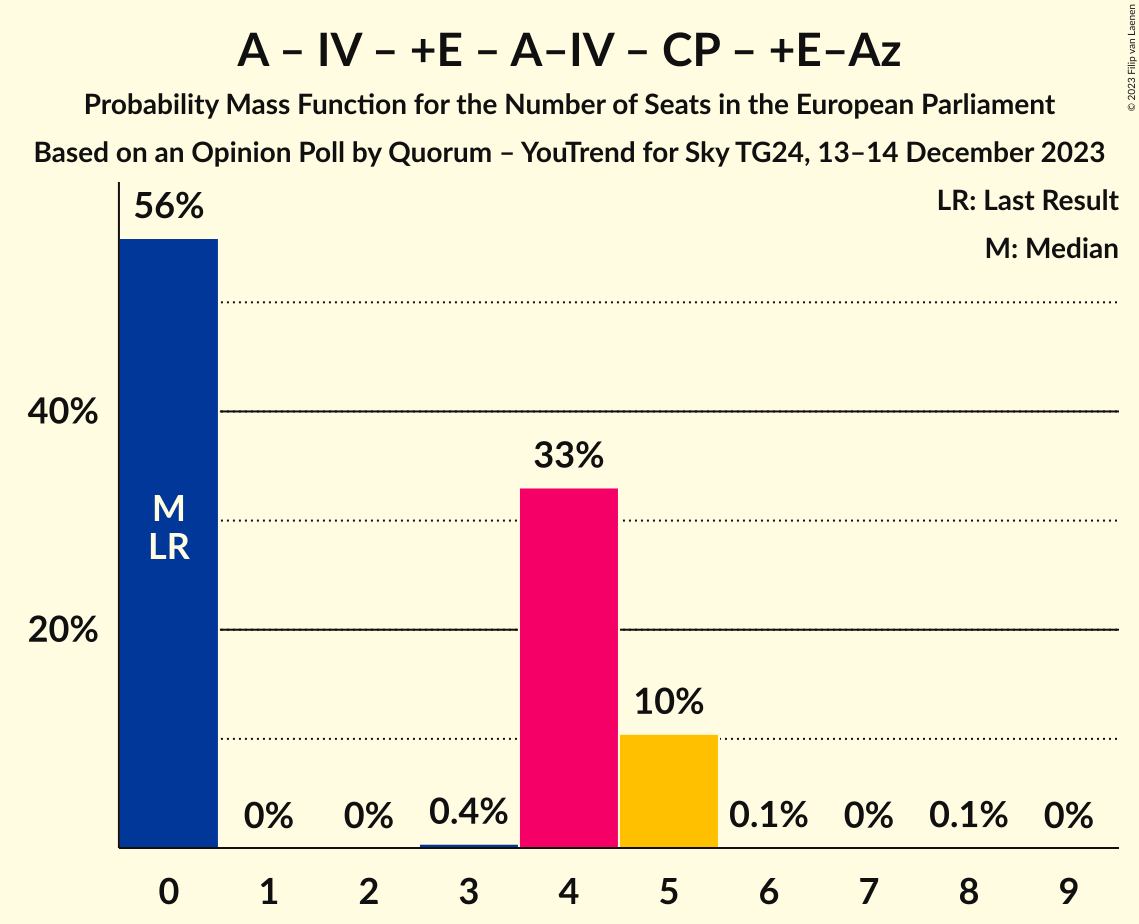 A – IV – +E – A–IV – CP – +E–Az
Probability Mass Function for the Number of Seats in the European Parliament
Based on an Opinion Poll by Quorum – YouTrend for Sky TG24, 13–14 December 2023
© 2023 Filip van Laenen
LR: Last Result
M: Median
56%
40%
20%
M
LR
0%
0%
0.4%
33%
10%
0.1%
0%
0.1%
0%
0 1 2 3 4 5 6 7 8 9